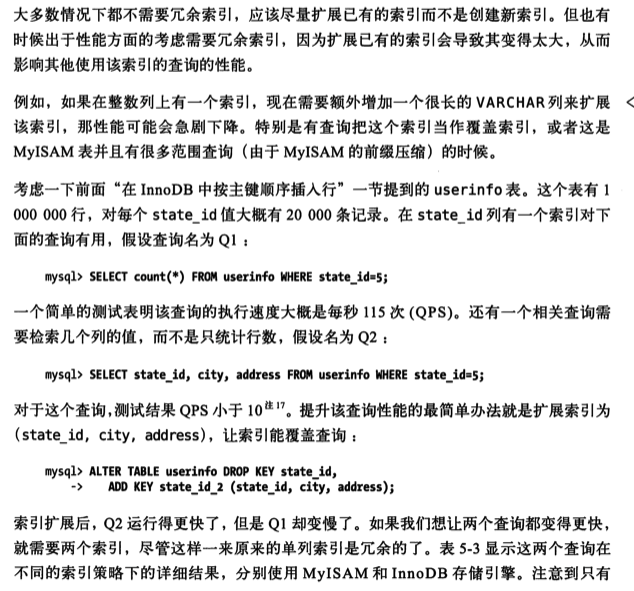 大多数情况下都不需要冗余索引，应该尽量扩展已有的索引而不是创建新索引。但也有
时候出于性能方面的考虑需要冗余索引，因为扩展已有的索引会导致其变得太大，从而
影响其他使用该索引的查询的性能。
例如，如果在整数列上有一个索引，现在需要额外增加一个很长的 VARCHAR 列来扩展
该索引，那性能可能会急剧下降。特别是有查询把这个索引当作覆盖索引，或者这是
MyISAM 表并且有很多范围查询（由于 MyISAM 的前缀压缩）的时候。
考虑一下前面“在 InnoDB 中按主键顺序插入行”一节提到的 userinfo 表。这个表有 1
000 000 行，对每个 state_id 值大概有 20 000 条记录。在 state_id 列有一个索引对下
面的查询有用，假设查询名为 Q1：
mysql> SELECT count(*) FROM userinfo WHERE state_id=5;
一个简单的测试表明该查询的执行速度大概是每秒 115 次 (QPS)。还有一个相关查询需
要检索几个列的值，而不是只统计行数，假设名为 Q2：
mysql> SELECT state_id, city, address FROM userinfo WHERE state_id=5;
对于这个查询，测试结果 QPS 小于 10注17。提升该查询性能的最简单办法就是扩展索引为
(state_id, city, address)，让索引能覆盖查询：
mysql> ALTER TABLE userinfo DROP KEY state_id,
-> ADD KEY state_id_2 (state_id, city, address);
索引扩展后，Q2 运行得更快了，但是 Q1 却变慢了。如果我们想让两个查询都变得更快，
就需要两个索引，尽管这样一来原来的单列索引是冗余的了。表 5-3 显示这两个查询在
不同的索引策略下的详细结果，分别使用 MyISAM 和 InnoDB 存储引擎。注意到只有